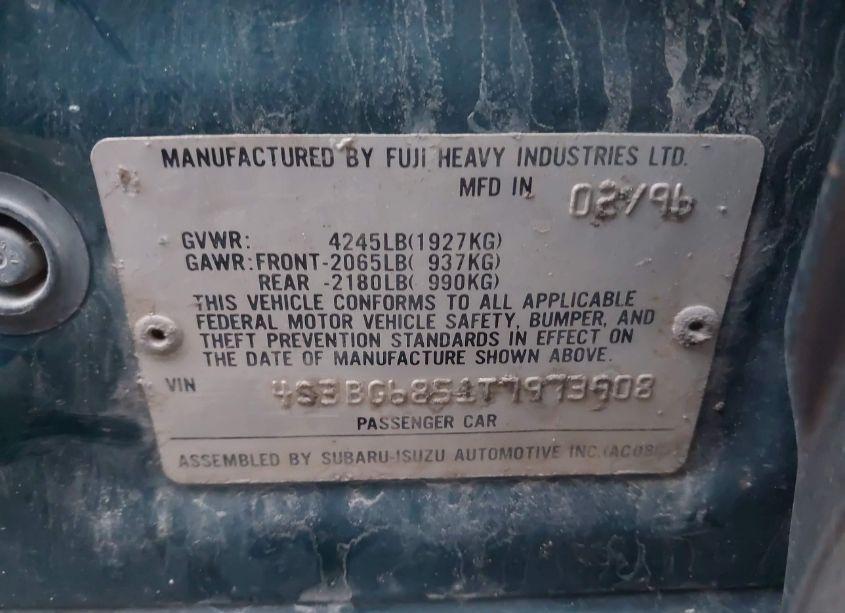 MANUFACTURED BY FUJI HEAVY INDUSTRIES LTD.
MFD IN 02/96
GVWR: 4245LB(1927KG)
GAWR:FRONT-2065LB( 937KG)
REAR -2180LB( 990KG)
THIS VEHICLE CONFORMS TO ALL APPLICABLE
FEDERAL MOTOR VEHICLE SAFETY, BUMPER, AND
THEFT PREVENTION STANDARDS IN EFFECT ON
THE DATE OF MANUFACTURE SHOWN ABOVE.
VIN 4S3BG6851T7973908
PASSENGER CAR
ASSEMBLED BY SUBARU-ISUZU AUTOMOTIVE INC.